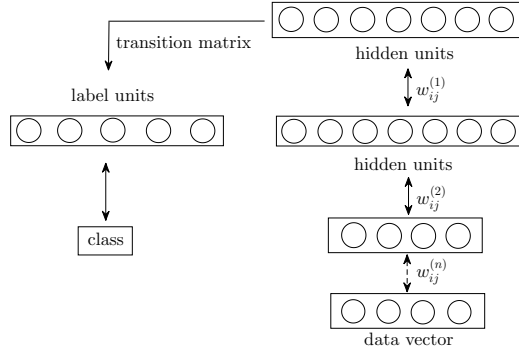 transition matrix
hidden units
w_{ij}^{(1)}
label units
hidden units
w_{ij}^{(2)}
class
w_{ij}^{(n)}
data vector